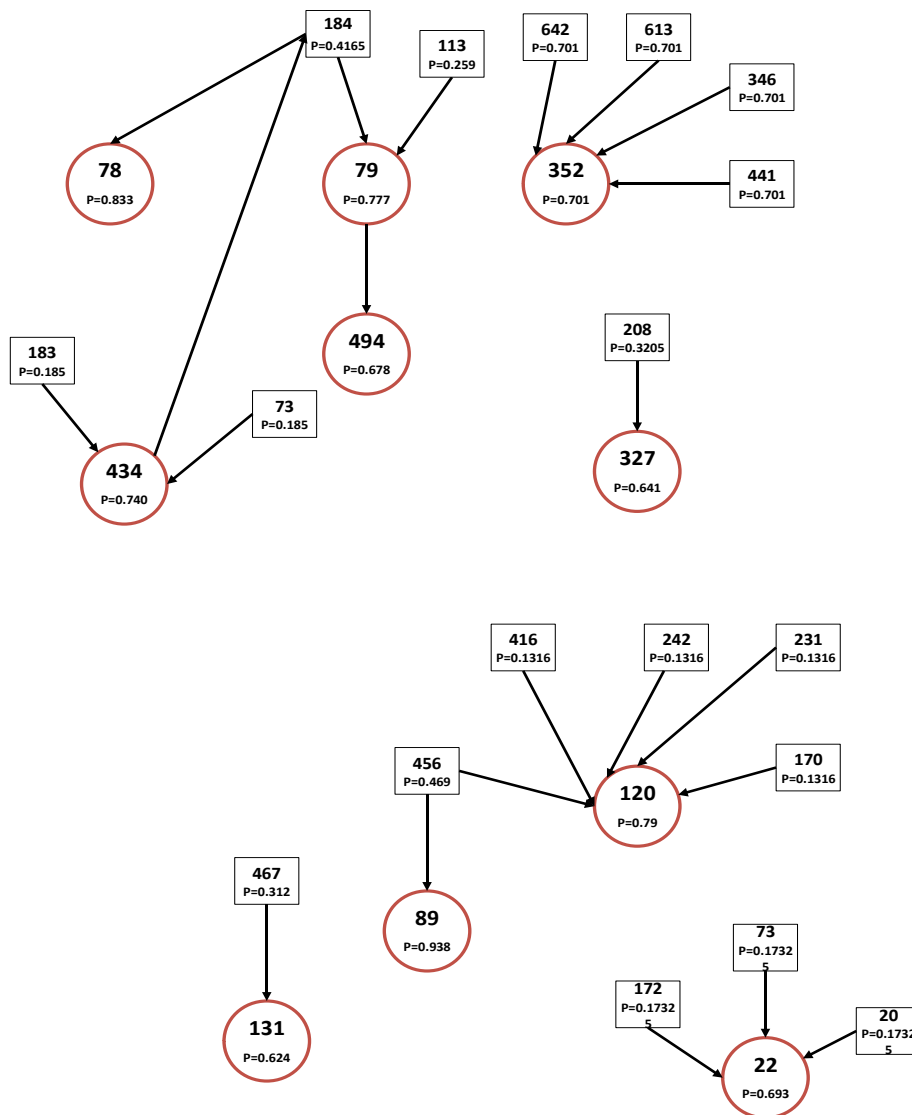 184
P=0.4165
113
P=0.259
642
P=0.701
613
P=0.701
346
P=0.701
78
P=0.833
79
P=0.777
352
P=0.701
441
P=0.701
494
P=0.678
208
P=0.3205
183
P=0.185
73
P=0.185
434
P=0.740
327
P=0.641
416
P=0.1316
242
P=0.1316
231
P=0.1316
456
P=0.469
120
P=0.79
170
P=0.1316
467
P=0.312
89
P=0.938
73
P=0.1732
5
172
P=0.1732
5
20
P=0.1732
5
131
P=0.624
22
P=0.693